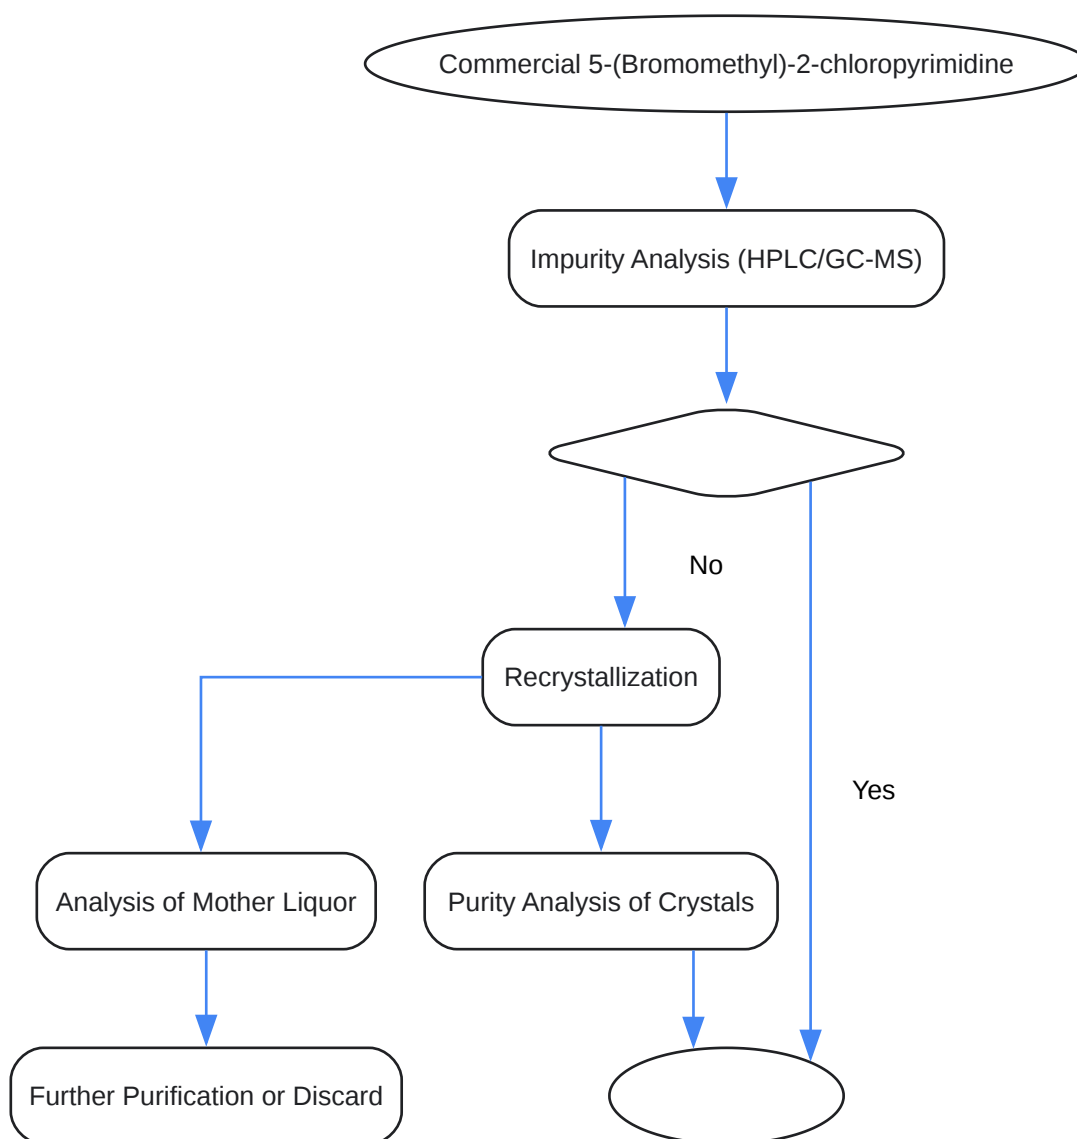 Commercial 5-(Bromomethyl)-2-chloropyrimidine
Impurity Analysis (HPLC/GC-MS)
No
Recrystallization
Yes
Analysis of Mother Liquor
Purity Analysis of Crystals
Further Purification or Discard